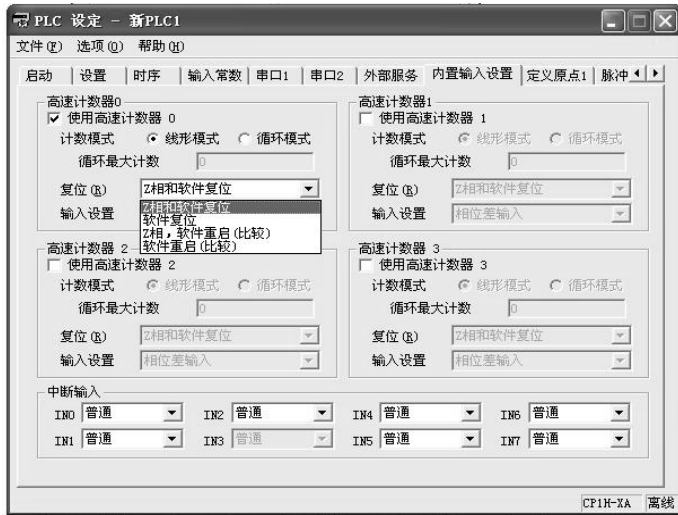 PLC 设定 - 新PLC1
文件(F) 选项(O) 帮助(H)
启动 设置 时序 输入常数 串口1 串口2 外部服务 内置输入设置 定义原点1 脉冲
高速计数器0
使用高速计数器 0
计数模式 线形模式 循环模式
循环最大计数 0
复位(R) Z相和软件复位
输入设置
Z相和软件复位
软件复位
Z相,软件重启(比较)
软件重启(比较)
高速计数器1
使用高速计数器 1
计数模式 线形模式 循环模式
循环最大计数 0
复位(R) Z相和软件复位
输入设置 相位差输入
高速计数器 2
使用高速计数器 2
计数模式 线形模式 循环模式
循环最大计数 0
复位(R) Z相和软件复位
输入设置 相位差输入
高速计数器 3
使用高速计数器 3
计数模式 线形模式 循环模式
循环最大计数 0
复位(R) Z相和软件复位
输入设置 相位差输入
中断输入
IN0 普通 IN2 普通 IN4 普通 IN6 普通
IN1 普通 IN3 普通 IN5 普通 IN7 普通
CP1H-XA 离线